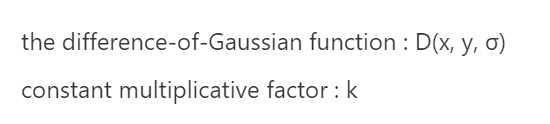 the difference-of-Gaussian function : D(x, y, σ)
constant multiplicative factor : k